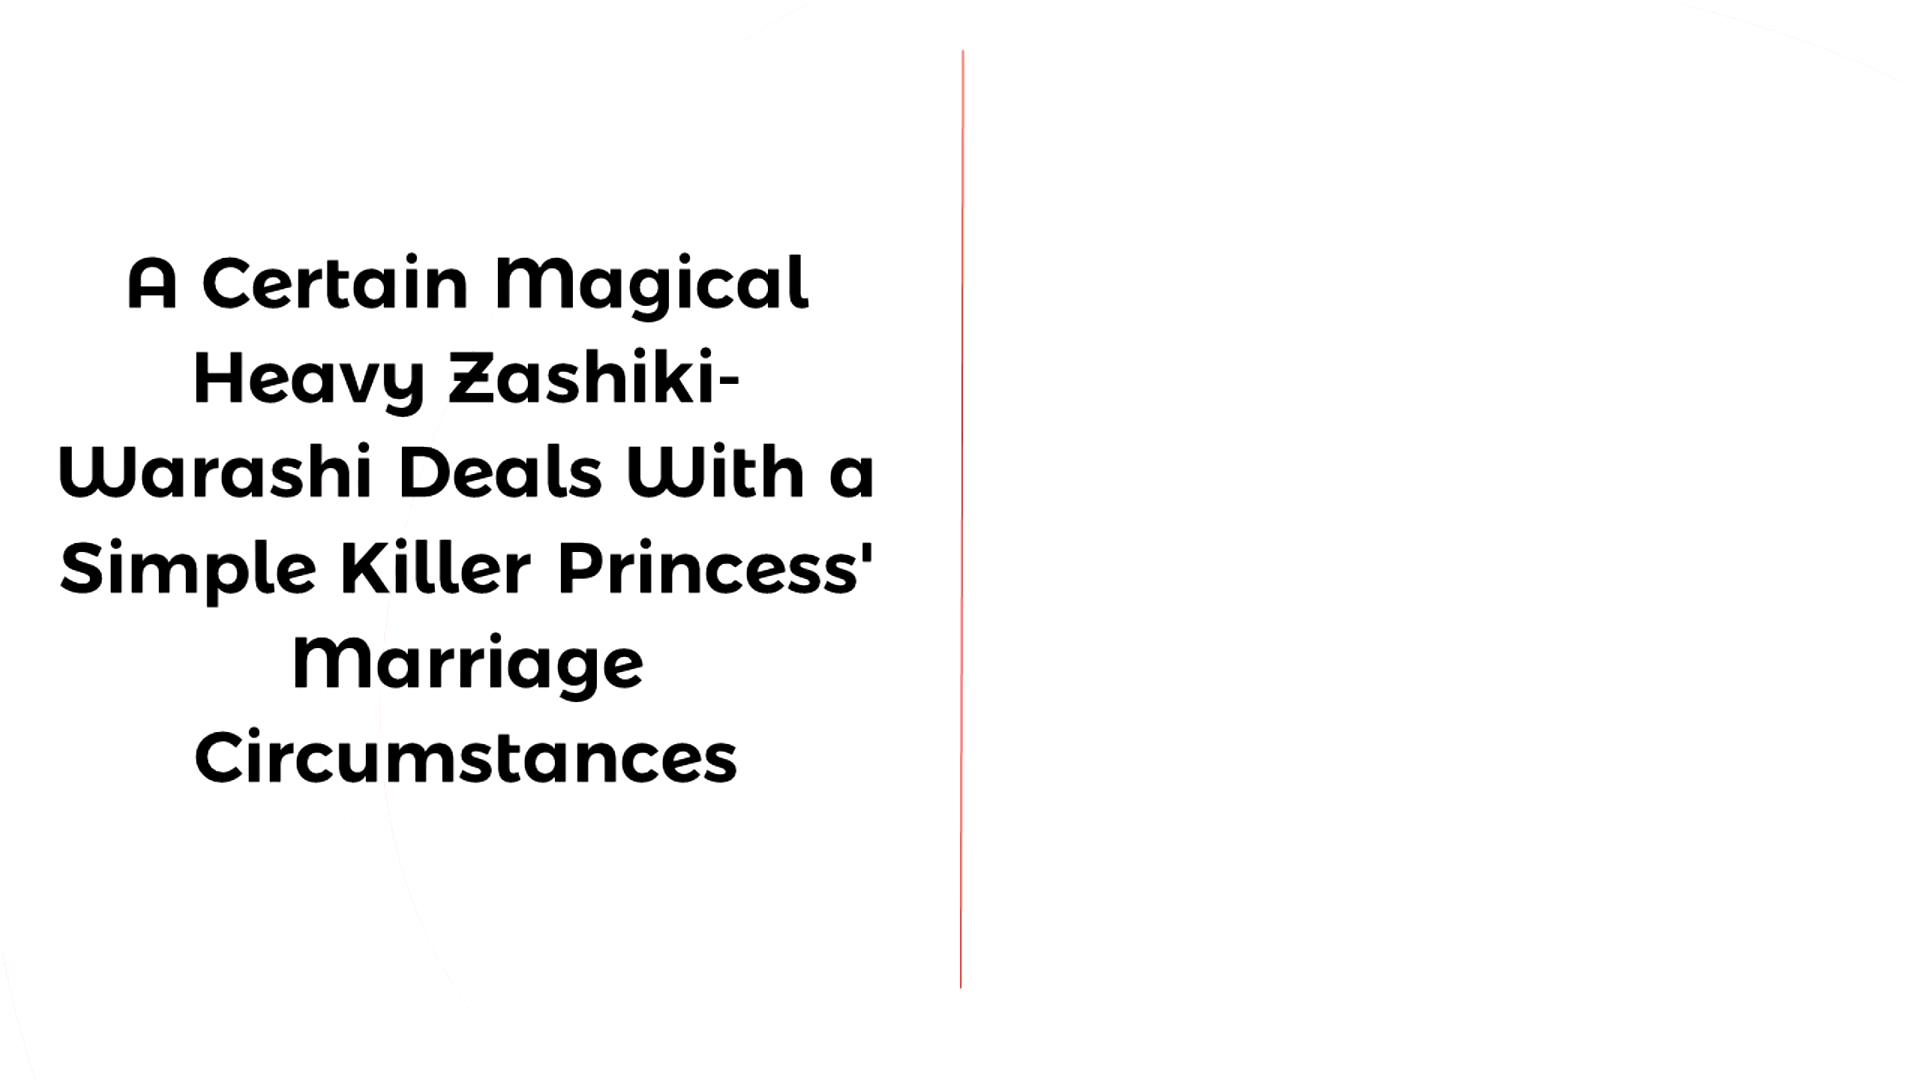 A Certain Magical
Heavy Zashiki-
Warashi Deals With a
Simple Killer Princess'
Marriage
Circumstances